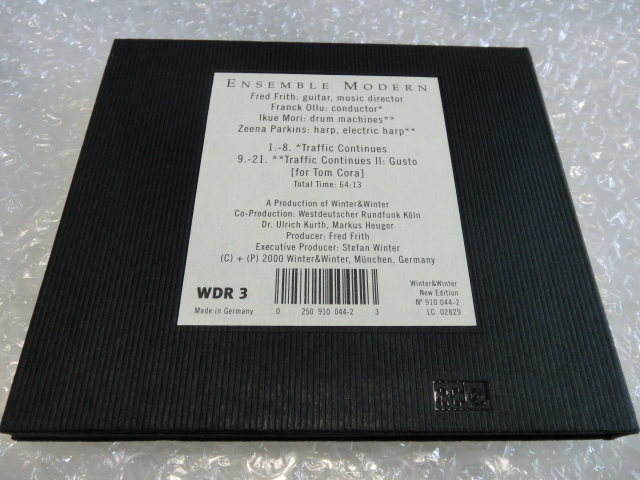 ENSEMBLE MODERN
Fred Frith: guitar, music director
Franck Ollu: conductor*
Ikue Mori: drum machines**
Zeena Parkins: harp, electric harp**
1.-8. *Traffic Continues
9.-21. **Traffic Continues II: Gusto
[for Tom Cora]
Total Time: 64:13
A Production of Winter&Winter
Co-Production: Westdeutscher Rundfunk Köln
Dr. Ulrich Kurth, Markus Heuger
Producer: Fred Frith
Executive Producer: Stefan Winter
(C) + (P) 2000 Winter&Winter, München, Germany
WDR 3
Made in Germany
0 250 910 044-2 3
Winter&Winter
New Edition
N° 910 044-2
LC 02829